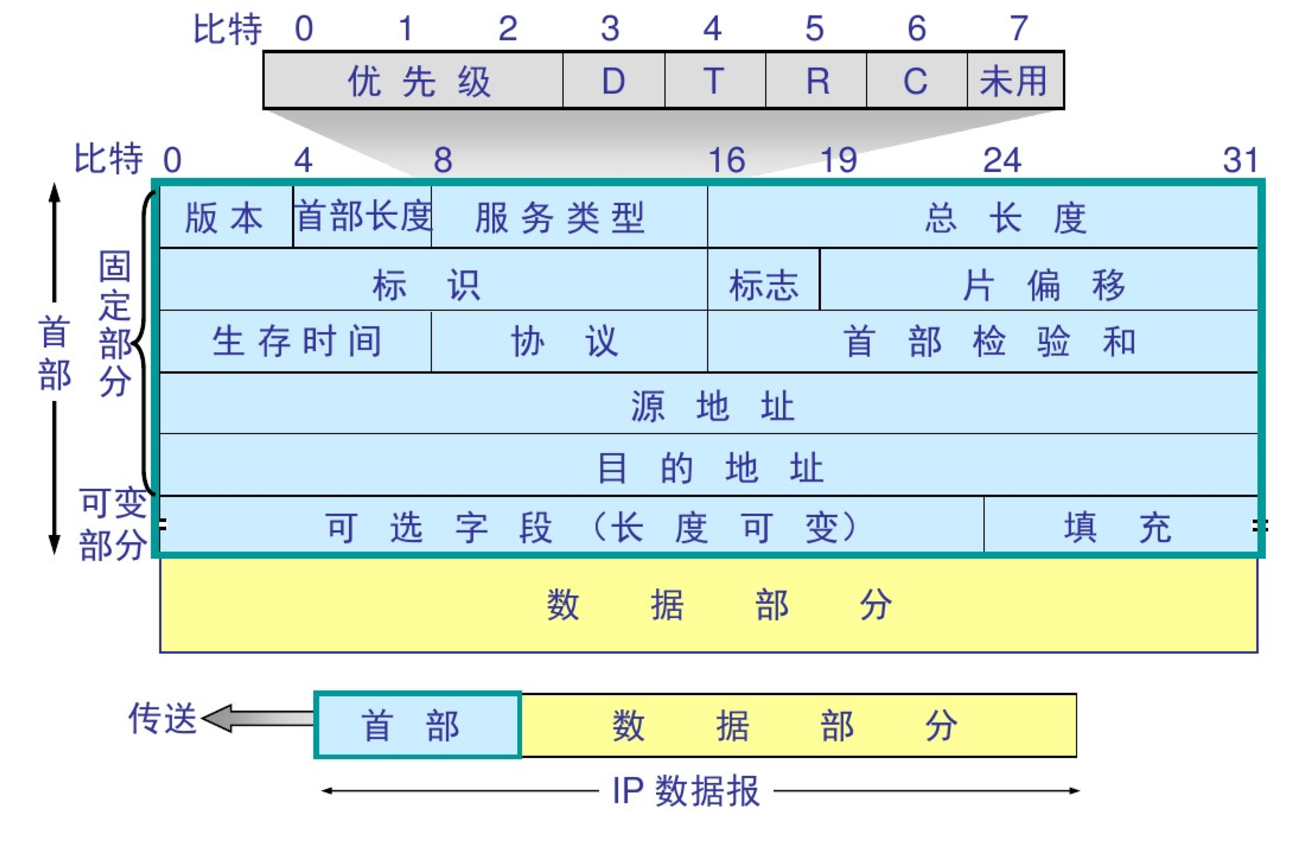 比特 0 1 2 3 4 5 6 7
优先级 D T R C 未用
比特 0 4 8 16 19 24 31
版本 首部长度 服务类型 总长度
标识 标志 片偏移
生存时间 协议 首部检验和
源地址
目的地址
可选字段（长度可变） 填充
首部
固定部分
可变
部分
数据部分
传送 首部 数据部分
IP 数据报